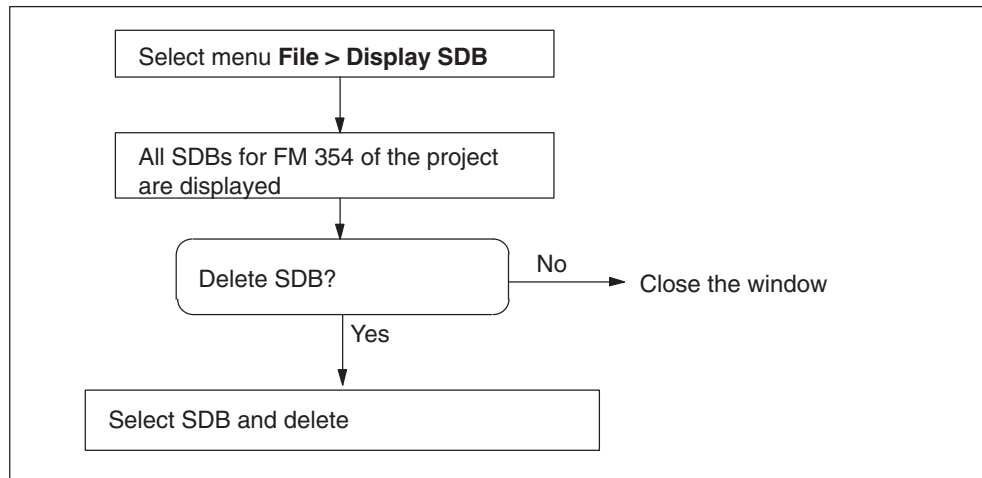 Select menu File > Display SDB
All SDBs for FM 354 of the project
are displayed
Delete SDB?
No
Close the window
Yes
Select SDB and delete